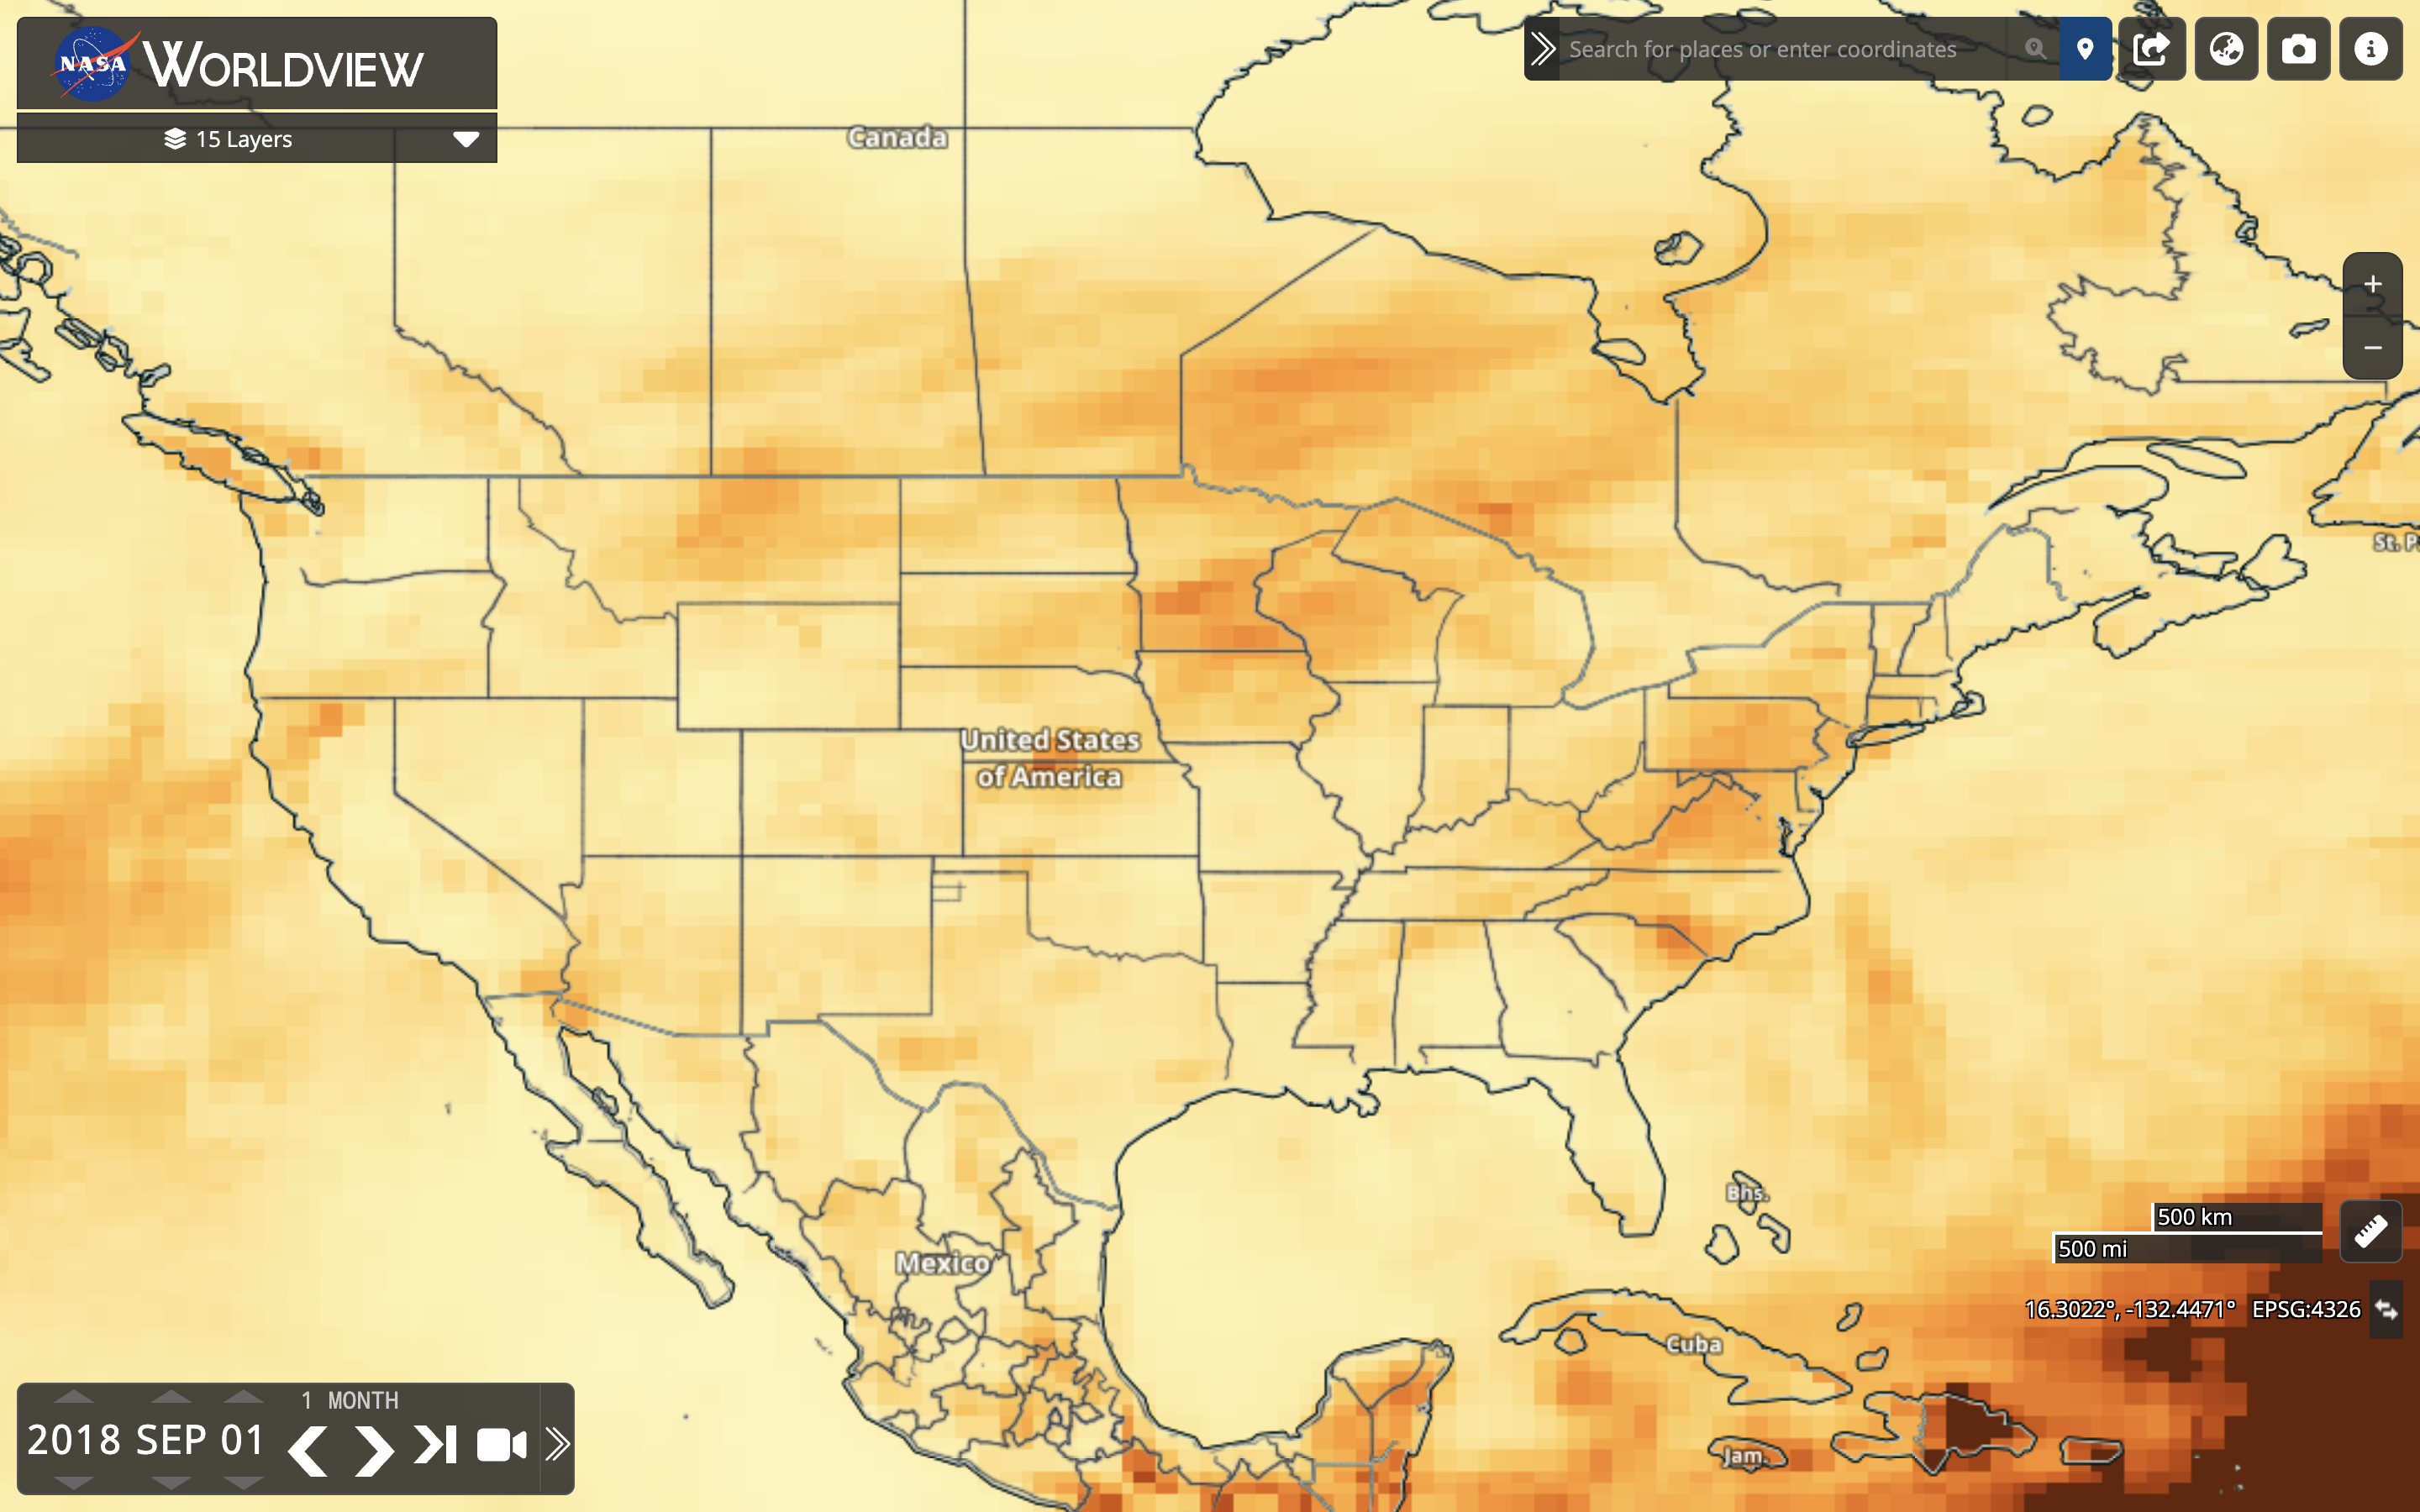 NASA WORLDVIEW
15 Layers
Search for places or enter coordinates
Canada
St. P
United States
of America
Bhs.
500 km
500 mi
Mexico
16.3022°, -132.4471° EPSG:4326
Cuba
Jam.
1 MONTH
2018 SEP 01